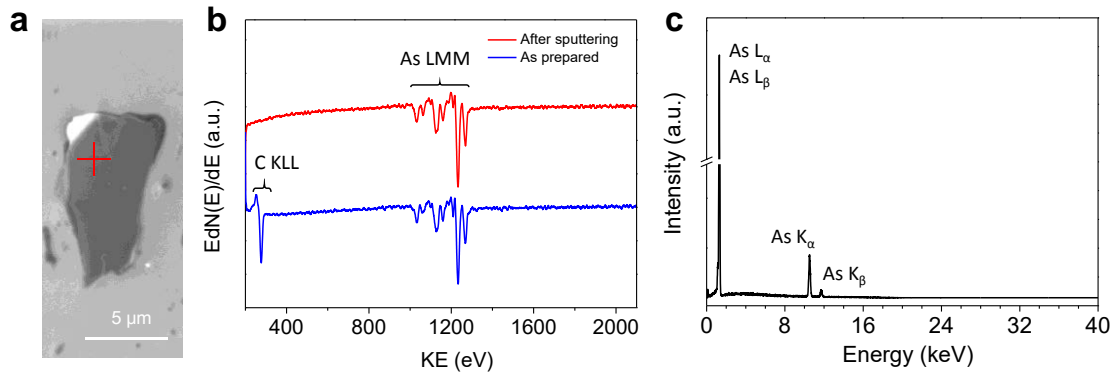 a
5 µm
b
EdN(E)/dE (a.u.)
As LMM
After sputtering
As prepared
C KLL
400
800
1200
1600
2000
KE (eV)
c
Intensity (a.u.)
As Lα
As Lβ
As Kα
As Kβ
0
8
16
24
32
40
Energy (keV)